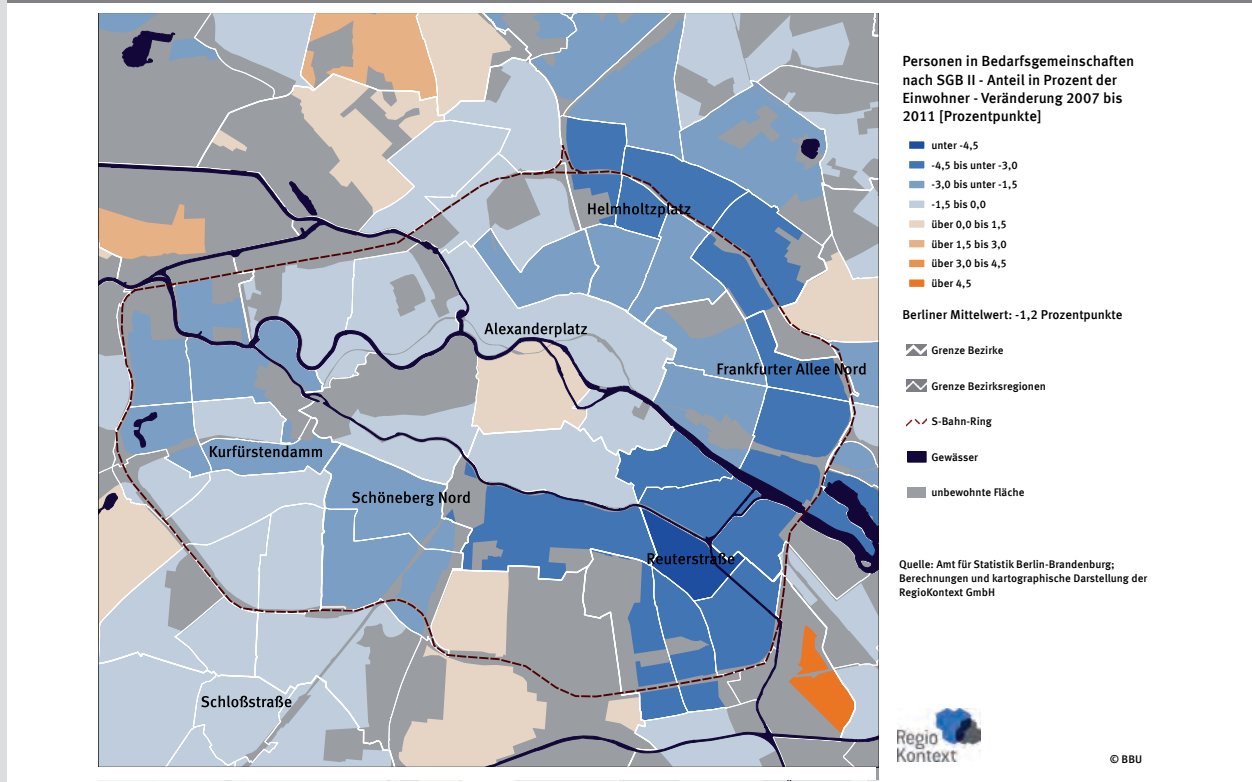 Personen in Bedarfsgemeinschaften
nach SGB II - Anteil in Prozent der
Einwohner - Veränderung 2007 bis
2011 [Prozentpunkte]
unter -4,5
-4,5 bis unter -3,0
-3,0 bis unter -1,5
-1,5 bis 0,0
über 0,0 bis 1,5
über 1,5 bis 3,0
über 3,0 bis 4,5
über 4,5
Berliner Mittelwert: -1,2 Prozentpunkte
Grenze Bezirke
Grenze Bezirksregionen
S-Bahn-Ring
Gewässer
unbewohnte Fläche
Quelle: Amt für Statistik Berlin-Brandenburg;
Berechnungen und kartographische Darstellung der
RegioKontext GmbH
Regio
Kontext
© BBU
Helmholtzplatz
Alexanderplatz
Frankfurter Allee Nord
Kurfürstendamm
Schöneberg Nord
Reuterstraße
Schloßstraße